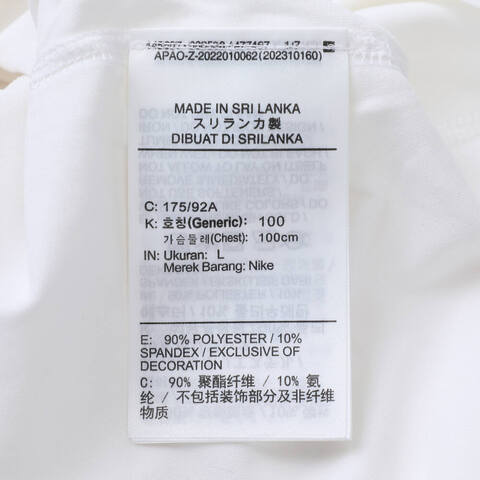 1/7
APAO-Z-2022010062(202310160)
MADE IN SRI LANKA
スリランカ製
DIBUAT DI SRILANKA
C: 175/92A
K: 호칭(Generic): 100
가슴둘레(Chest): 100cm
IN: Ukuran: L
Merek Barang: Nike
E: 90% POLYESTER / 10%
SPANDEX / EXCLUSIVE OF
DECORATION
C: 90% 聚酯纤维 / 10% 氨
纶 / 不包括装饰部分及非纤维
物质